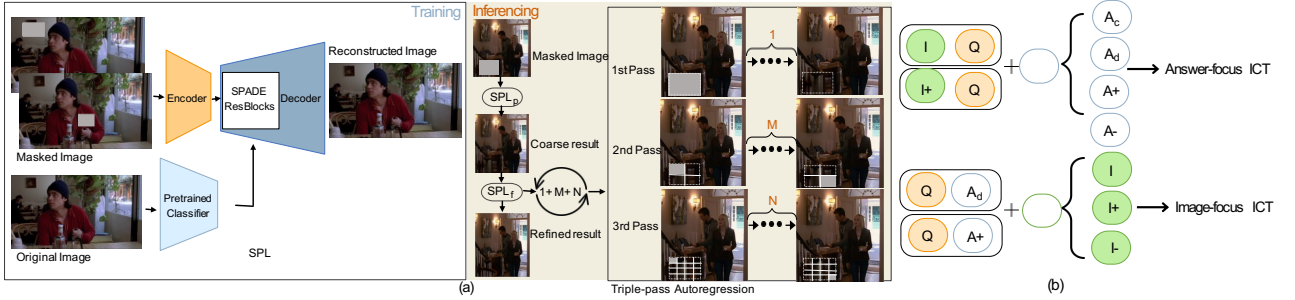 Training
Masked Image
Encoder
SPADE
ResBlocks
Decoder
Reconstructed Image
Original Image
Pretrained
Classifier
SPL
Inferencing
Masked Image
SPLp
Coarse result
SPLf
1+ M+ N
Refined result
1st Pass
1
2nd Pass
M
3rd Pass
N
Triple-pass Autoregression
(a)
I
Q
I+
Q
+
Ac
Ad
A+
A-
Answer-focus ICT
Q
Ad
Q
A+
+
I
I+
I-
Image-focus ICT
(b)